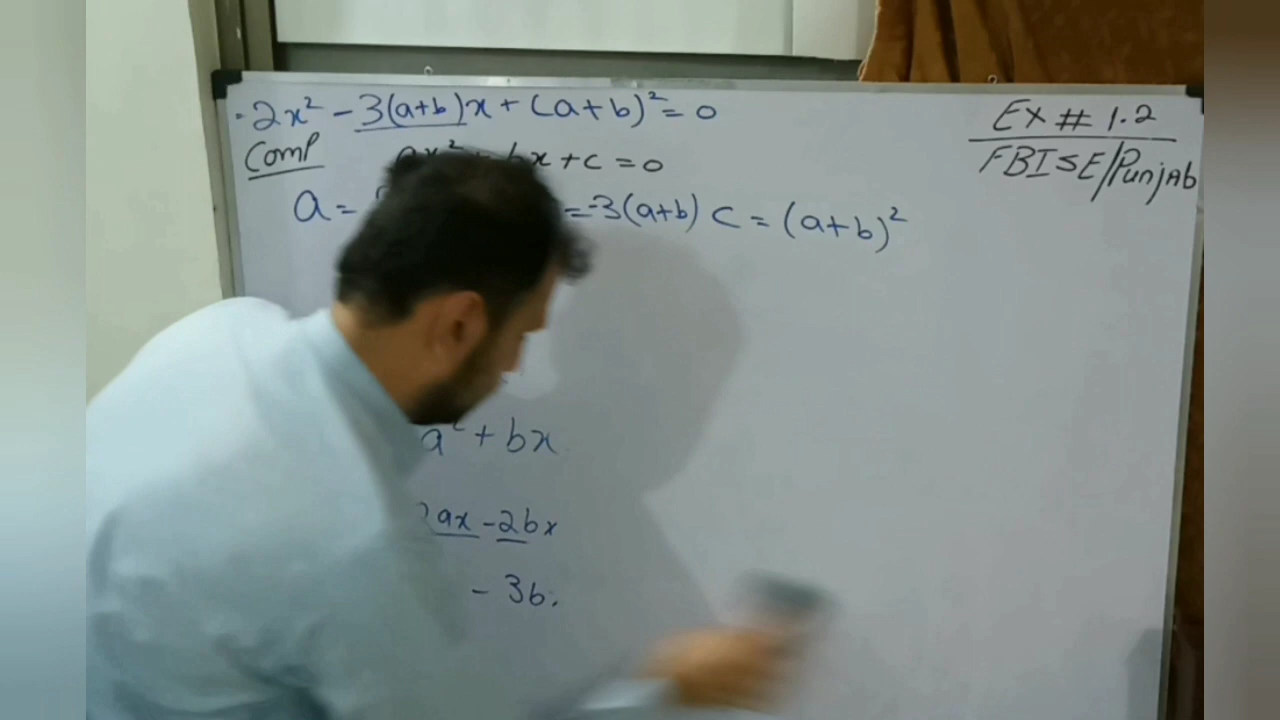 2x² - 3(a+b)x + (a+b)² = 0
Ex # 1.2
FBISE/Punjab
Comp ax² + bx + c = 0
a = = -3(a+b) c = (a+b)²
a² + bx
2ax - 2bx
- 3b